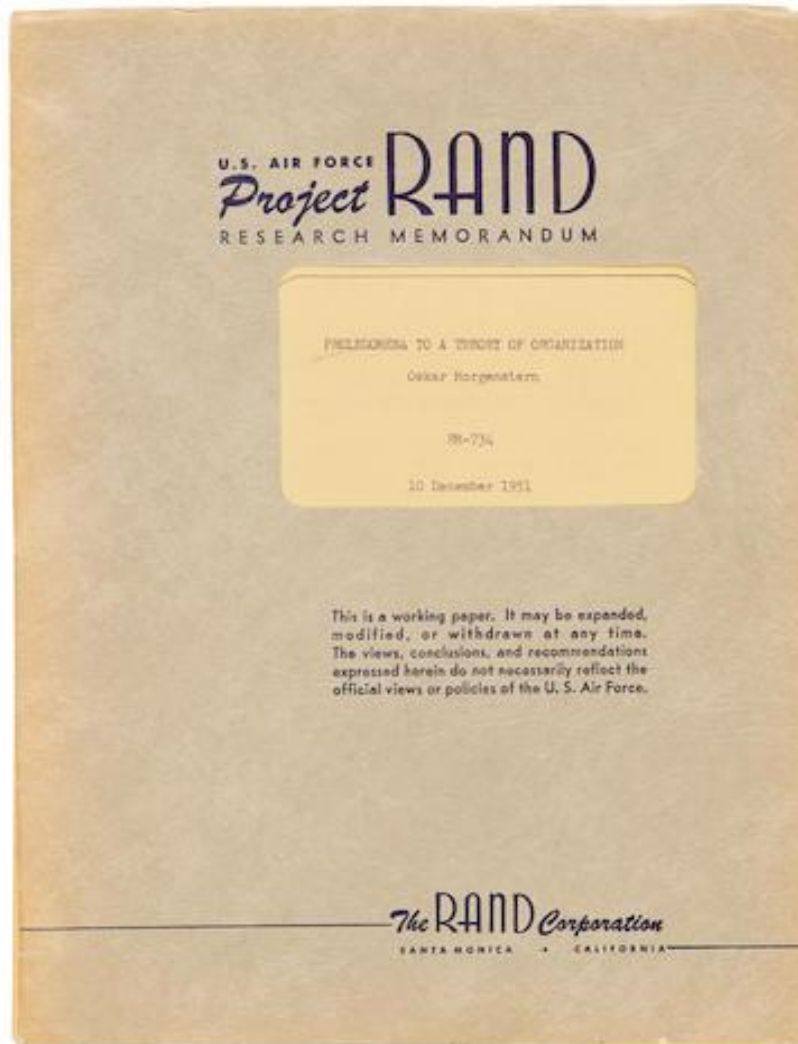 U.S. AIR FORCE
Project RAND
RESEARCH MEMORANDUM
PROLEGOMENA TO A THEORY OF ORGANIZATION
Oskar Morgenstern
RM-734
10 December 1951
This is a working paper. It may be expanded,
modified, or withdrawn at any time.
The views, conclusions, and recommendations
expressed herein do not necessarily reflect the
official views or policies of the U. S. Air Force.
The RAND Corporation
SANTA MONICA • CALIFORNIA